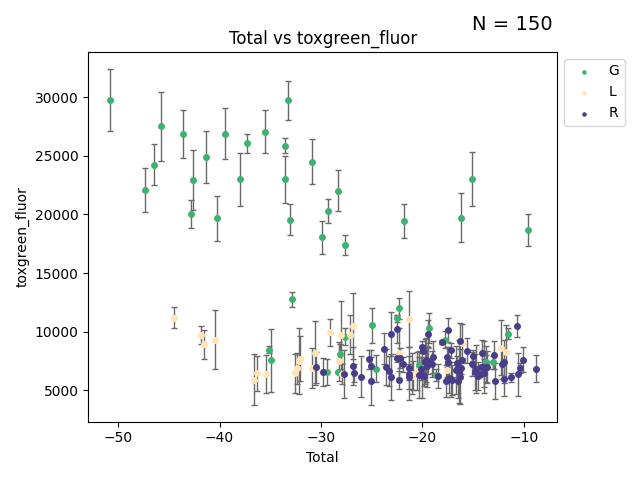 N = 150
Total vs toxgreen_fluor
G
L
R
30000
25000
20000
15000
10000
5000
toxgreen_fluor
−50 −40 −30 −20 −10
Total